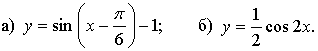 а) y = sin(x − π/6) − 1; б) y = 1/2 cos 2x.